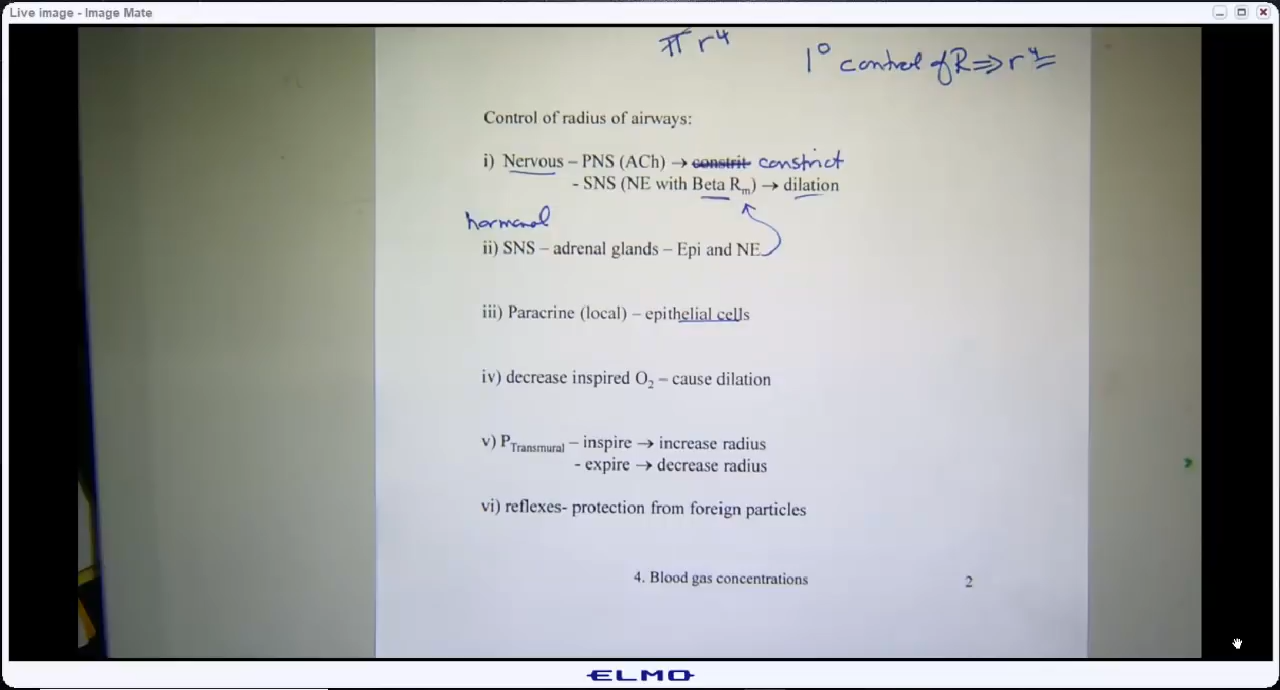 Live image - Image Mate
π r⁴
1° control of R ⇒ r⁴
Control of radius of airways:
i) Nervous – PNS (ACh) → constrit constrict
- SNS (NE with Beta Rₘ) → dilation
hormonal
ii) SNS – adrenal glands – Epi and NE
iii) Paracrine (local) – epithelial cells
iv) decrease inspired O₂ – cause dilation
v) P_Transmural – inspire → increase radius
- expire → decrease radius
vi) reflexes- protection from foreign particles
4. Blood gas concentrations 2
ELMO